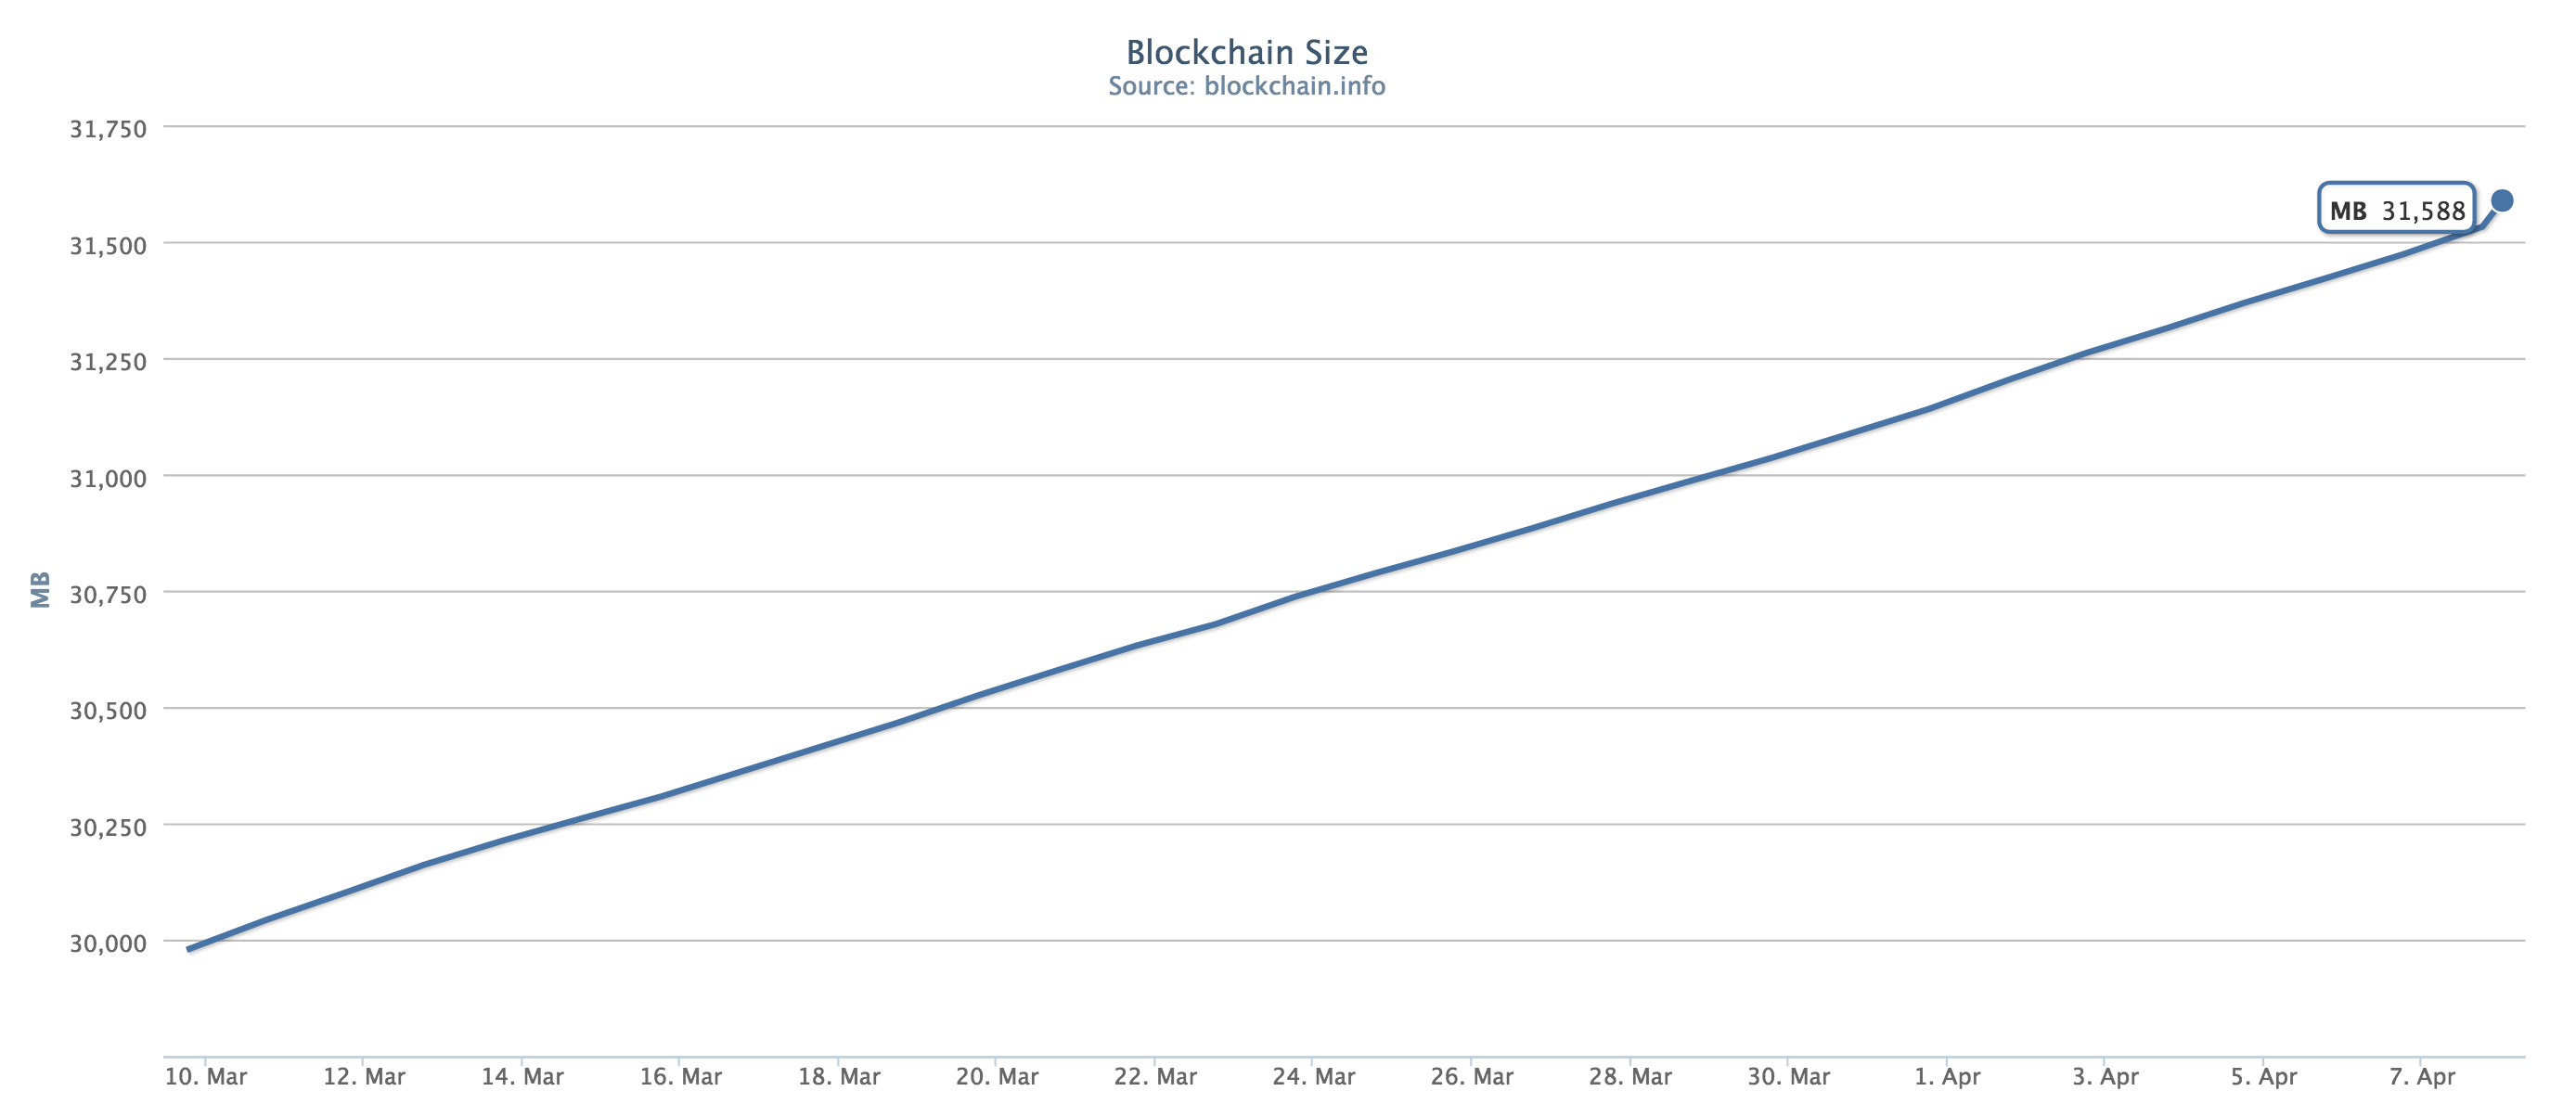 Blockchain Size
Source: blockchain.info
31,750
31,500
31,250
31,000
30,750
30,500
30,250
30,000
MB
MB 31,588
10. Mar
12. Mar
14. Mar
16. Mar
18. Mar
20. Mar
22. Mar
24. Mar
26. Mar
28. Mar
30. Mar
1. Apr
3. Apr
5. Apr
7. Apr